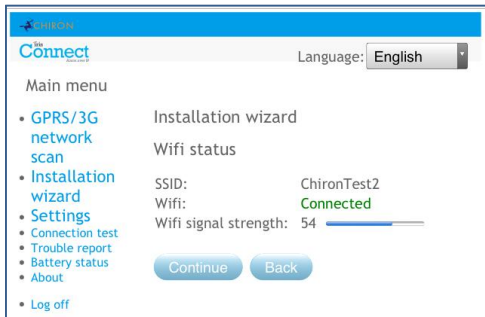 CHIRON
iris
Connect
Language: English
Main menu
• GPRS/3G
network
scan
• Installation
wizard
• Settings
• Connection test
• Trouble report
• Battery status
• About
• Log off
Installation wizard
Wifi status
SSID: ChironTest2
Wifi: Connected
Wifi signal strength: 54
Continue Back